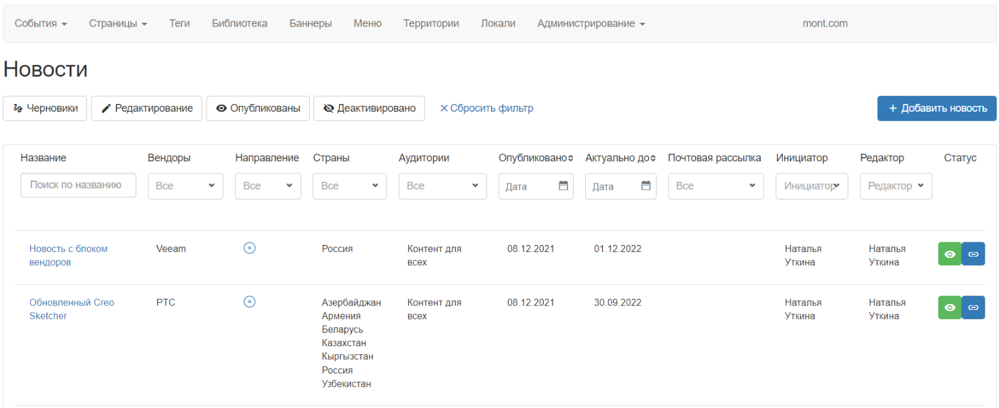 События Страницы Теги Библиотека Баннеры Меню Территории Локали Администрирование mont.com
Новости
Черновики Редактирование Опубликованы Деактивировано Сбросить фильтр + Добавить новость
Название Вендоры Направление Страны Аудитории Опубликовано Актуально до Почтовая рассылка Инициатор Редактор Статус
Поиск по названию Все Все Все Все Дата Дата Все Инициатор Редактор
Новость с блоком Veeam Россия Контент для 08.12.2021 01.12.2022 Наталья Наталья
вендоров всех Уткина Уткина
Обновленный Creo PTC Азербайджан Контент для 08.12.2021 30.09.2022 Наталья Наталья
Sketcher Армения всех Уткина Уткина
Беларусь
Казахстан
Кыргызстан
Россия
Узбекистан